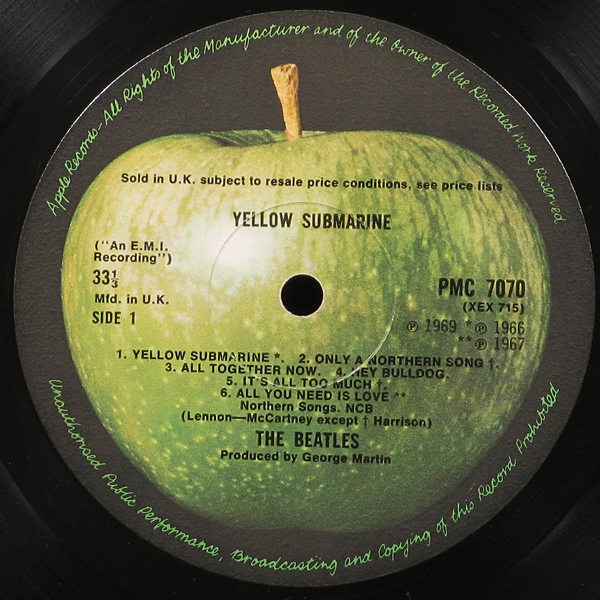 Apple Records-All Rights of the Manufacturer and of the Owner of the Recorded Work Reserved
Sold in U.K. subject to resale price conditions, see price lists
YELLOW SUBMARINE
("An E.M.I.
Recording")
33⅓
Mfd. in U.K.
SIDE 1
PMC 7070
(XEX 715)
℗ 1969 *℗ 1966
**℗ 1967
1. YELLOW SUBMARINE *. 2. ONLY A NORTHERN SONG †.
3. ALL TOGETHER NOW. 4. HEY BULLDOG.
5. IT'S ALL TOO MUCH †.
6. ALL YOU NEED IS LOVE **
Northern Songs. NCB
(Lennon—McCartney except † Harrison)
THE BEATLES
Produced by George Martin
Unauthorised Public Performance, Broadcasting and Copying of this Record Prohibited